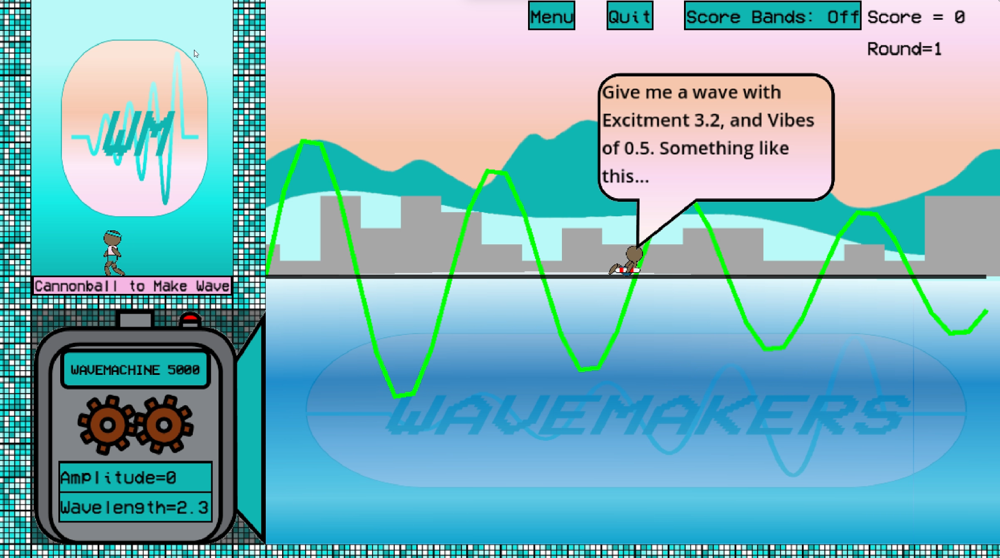 Menu
Quit
Score Bands: Off
Score = 0
Round=1
Give me a wave with
Excitment 3.2, and Vibes
of 0.5. Something like
this...
WM
Cannonball to Make Wave
WAVEMACHINE 5000
Amplitude=0
Wavelength=2.3
WAVEMAKERS